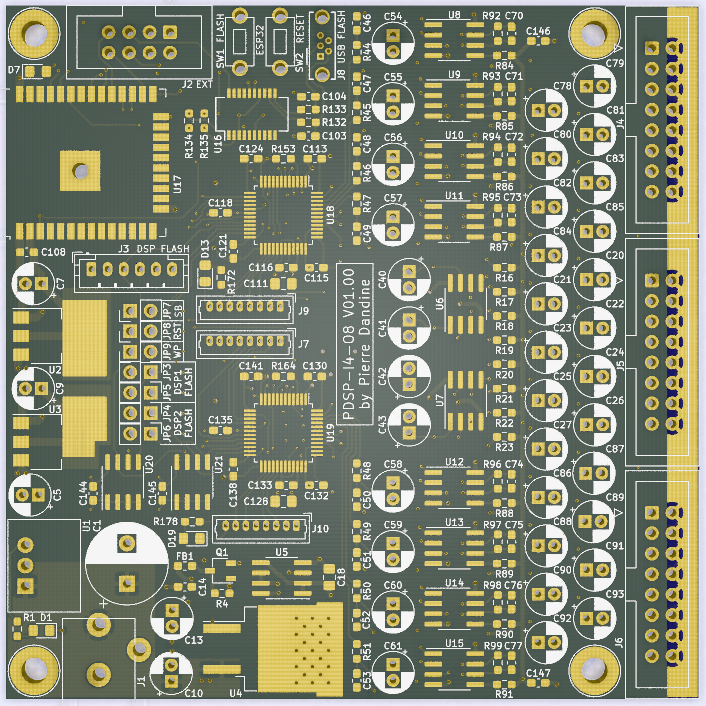 D7
J2 EXT
SW1 FLASH
ESP32
SW2 RESET
J8 USB FLASH
C46
R44
C54
U8
R92 C70
R84
C146
C79
C78
C47
R45
C55
U9
R93 C71
R85
C81
C80
J4
C104
R133
R132
C103
U16
R134
R135
U17
C48
R46
C56
U10
R94 C72
R86
C83
C82
C124 R153 C113
C118
U18
R47
C49
C57
U11
R95 C73
R87
C85
C84
C108
J3 DSP FLASH
D13
C121
R172
C116
C111
C115
C7
C40
C41
C42
C43
U6
U7
R16
R17
R18
R19
R20
R21
R22
R23
C20
C21
C22
C23
C24
C25
C26
C27
J5
J9
J7
JP7 SB
JP8 RST
JP9 WP
JP3
JP5
DSP1 FLASH
JP4
JP6
DSP2 FLASH
PDSP_I4_O8 V01.00
by Pierre Dandine
U2
C9
U3
C5
C141 R164 C130
C135
U19
C138
C133
C126
C132
U20
U21
C144
C145
R178
D19
J10
R48
C50
C58
U12
R96 C74
R88
C87
C86
C89
C88
R49
C51
C59
U13
R97 C75
R89
C91
C90
U1
C1
FB1
Q1
C14
R4
U5
C18
R50
C52
C60
U14
R98 C76
R90
C93
C92
J6
R1 D1
J1
C13
C10
U4
R51
C53
C61
U15
R99 C77
R91
C147